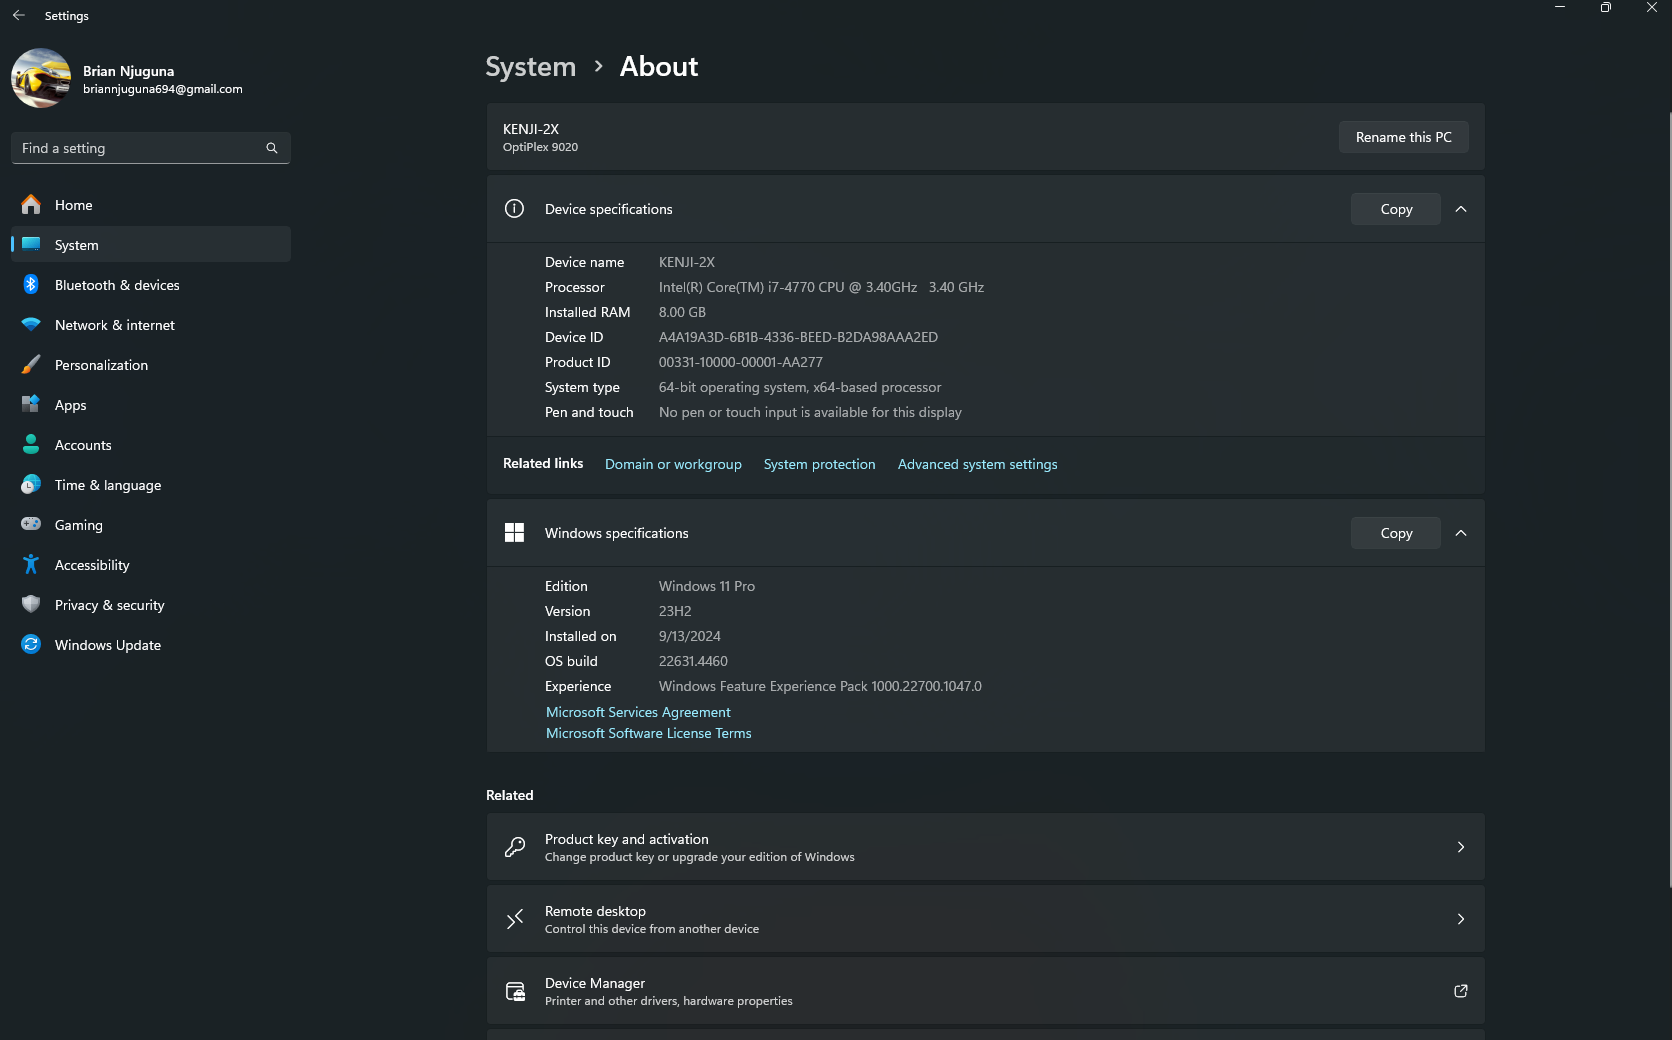 Settings
Brian Njuguna
briannjuguna694@gmail.com
Find a setting
Home
System
Bluetooth & devices
Network & internet
Personalization
Apps
Accounts
Time & language
Gaming
Accessibility
Privacy & security
Windows Update
System > About
KENJI-2X
OptiPlex 9020
Rename this PC
Device specifications
Copy
Device name KENJI-2X
Processor Intel(R) Core(TM) i7-4770 CPU @ 3.40GHz 3.40 GHz
Installed RAM 8.00 GB
Device ID A4A19A3D-6B1B-4336-BEED-B2DA98AAA2ED
Product ID 00331-10000-00001-AA277
System type 64-bit operating system, x64-based processor
Pen and touch No pen or touch input is available for this display
Related links Domain or workgroup System protection Advanced system settings
Windows specifications
Copy
Edition Windows 11 Pro
Version 23H2
Installed on 9/13/2024
OS build 22631.4460
Experience Windows Feature Experience Pack 1000.22700.1047.0
Microsoft Services Agreement
Microsoft Software License Terms
Related
Product key and activation
Change product key or upgrade your edition of Windows
Remote desktop
Control this device from another device
Device Manager
Printer and other drivers, hardware properties